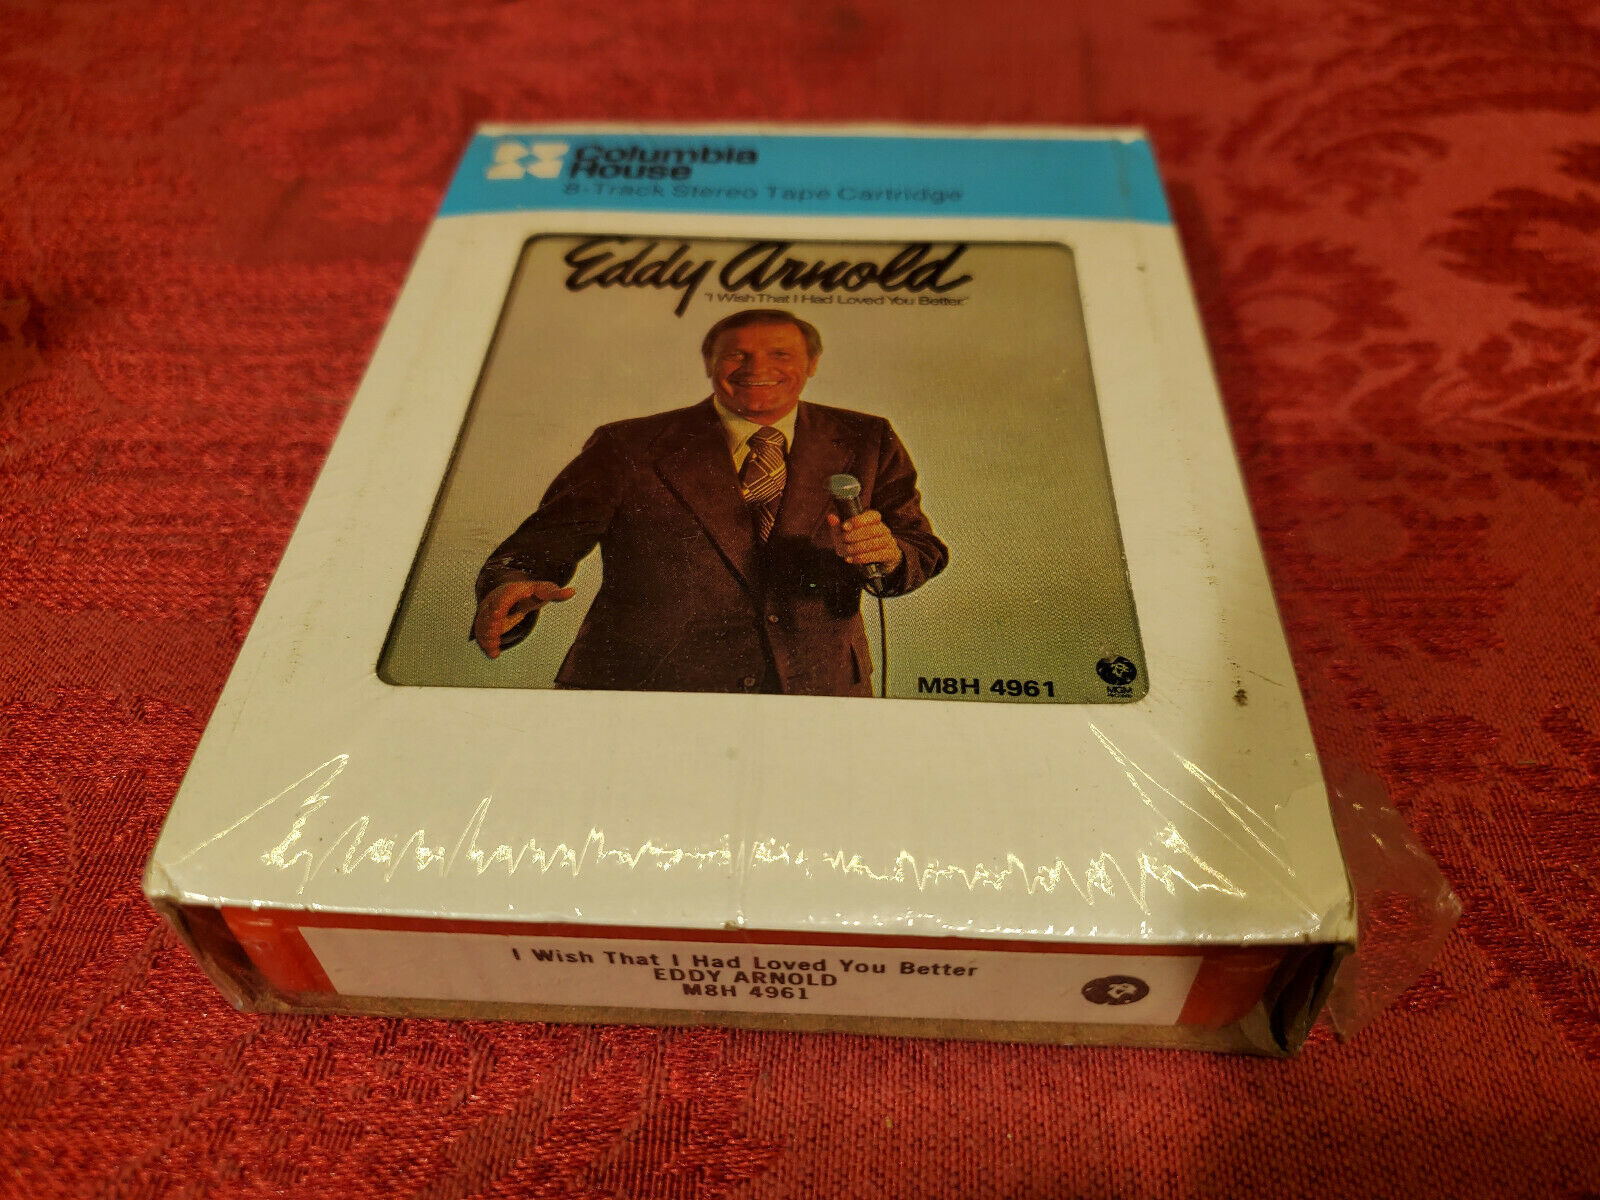 Columbia
House
8-Track Stereo Tape Cartridge
Eddy Arnold
"I Wish That I Had Loved You Better"
M8H 4961
MGM
I Wish That I Had Loved You Better
EDDY ARNOLD
M8H 4961